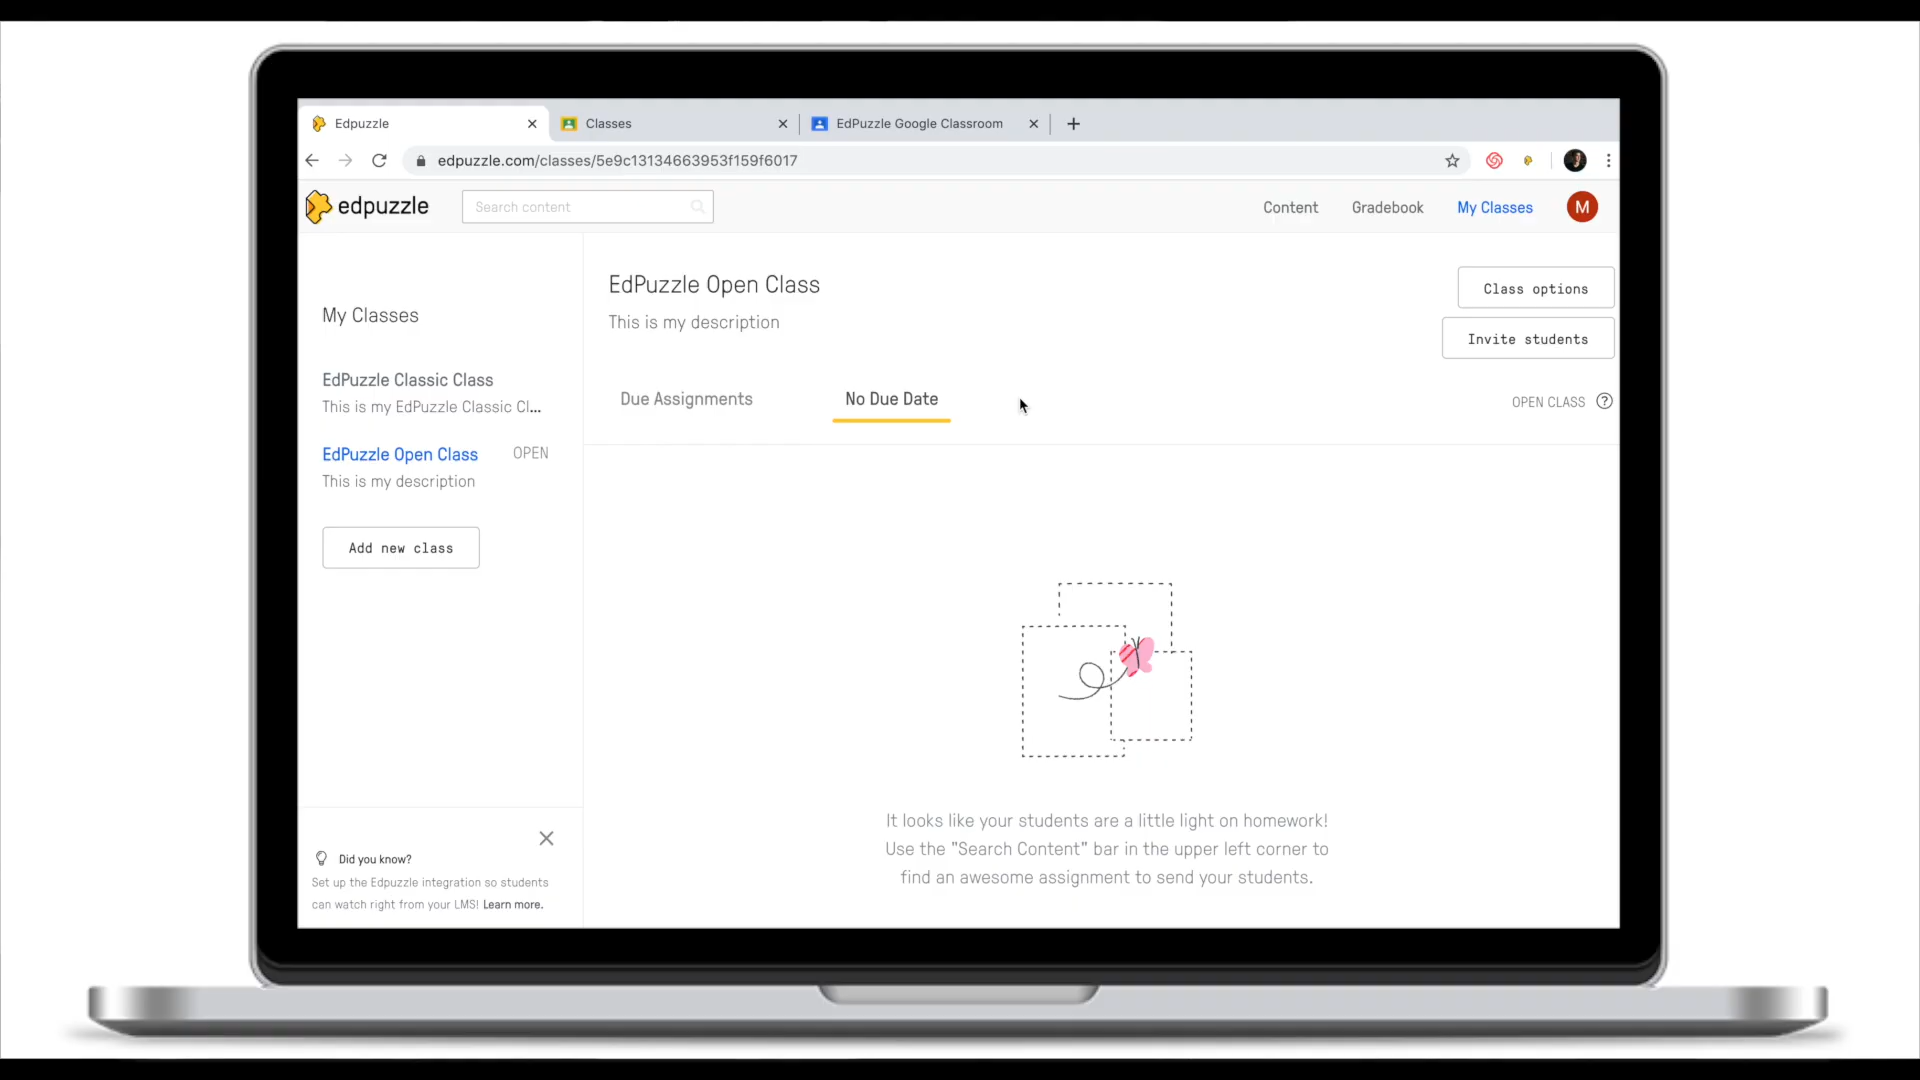 Edpuzzle
Classes
EdPuzzle Google Classroom
edpuzzle.com/classes/5e9c13134663953f159f6017
edpuzzle
Search content
Content
Gradebook
My Classes
M
My Classes
EdPuzzle Classic Class
This is my EdPuzzle Classic Cl...
EdPuzzle Open Class
OPEN
This is my description
Add new class
EdPuzzle Open Class
This is my description
Class options
Invite students
Due Assignments
No Due Date
OPEN CLASS
?
It looks like your students are a little light on homework!
Use the "Search Content" bar in the upper left corner to
find an awesome assignment to send your students.
Did you know?
Set up the Edpuzzle integration so students
can watch right from your LMS! Learn more.